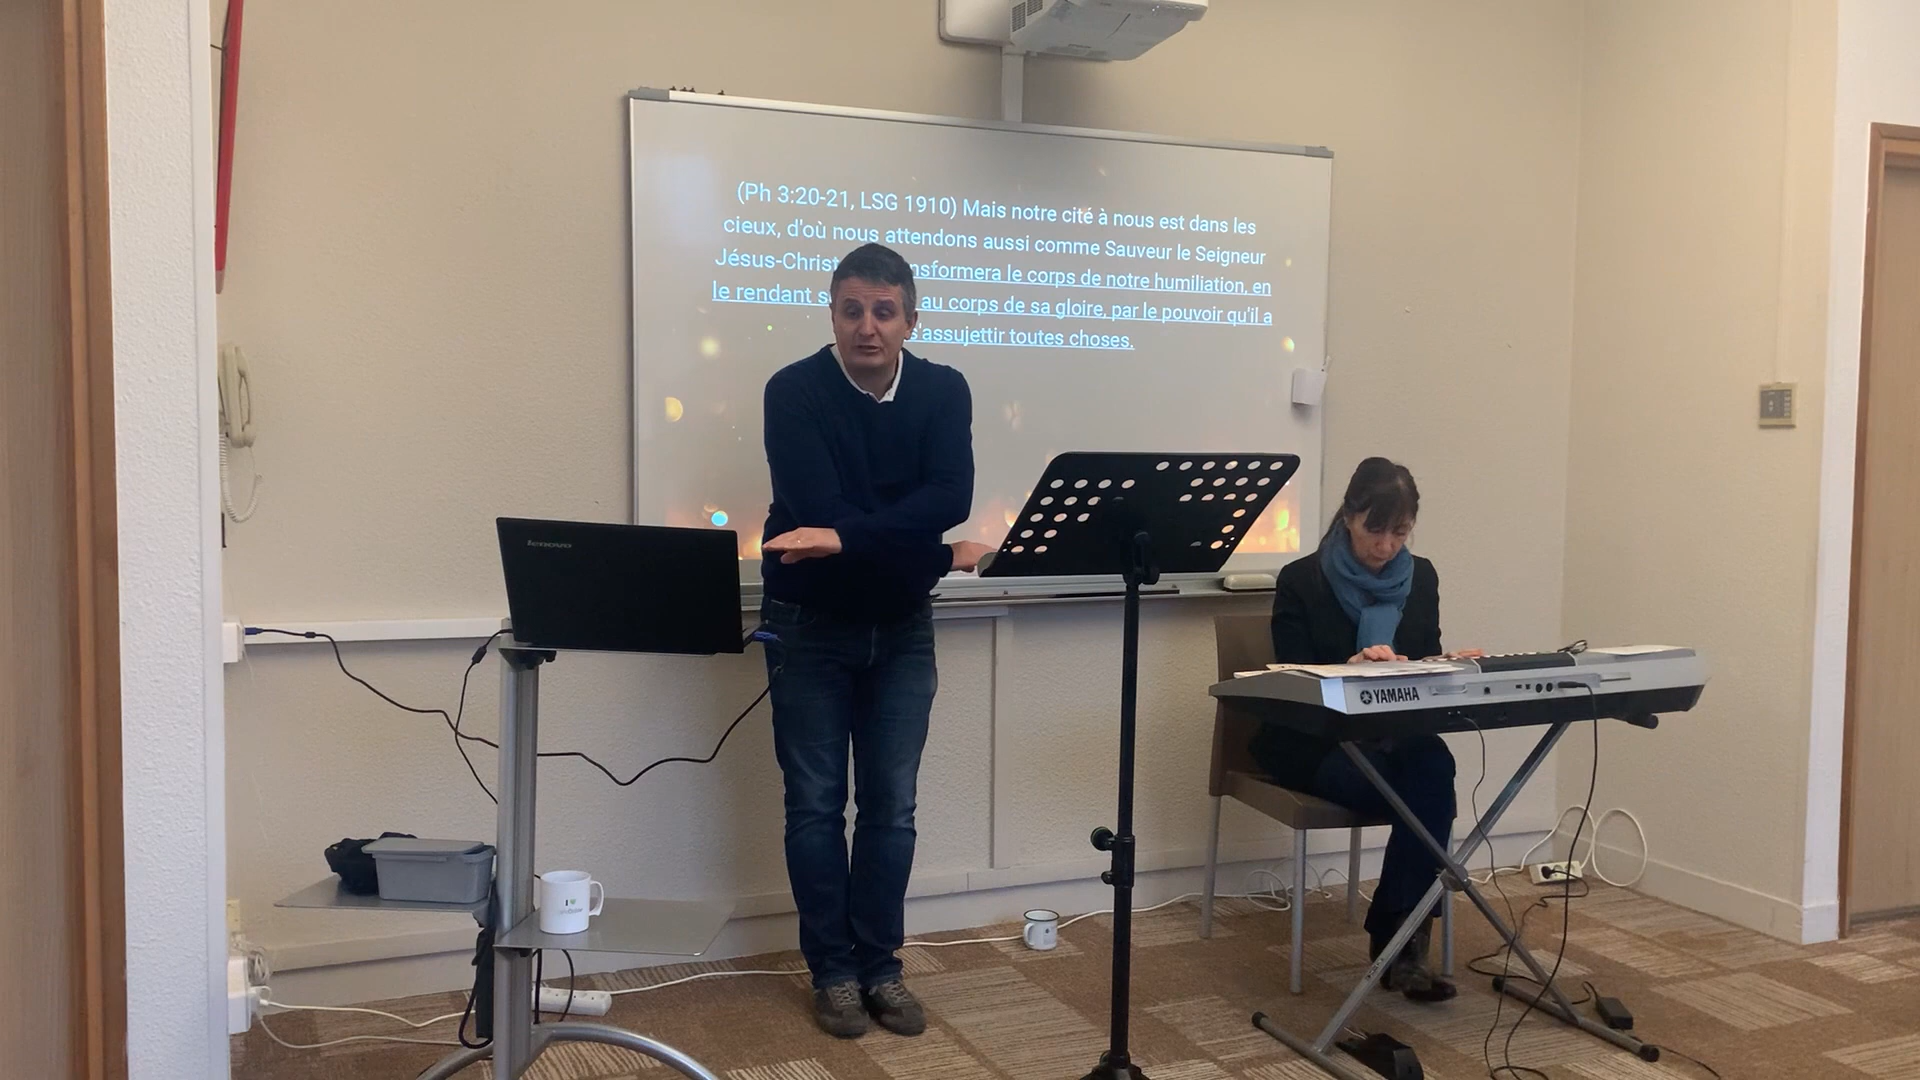 (Ph 3:20-21, LSG 1910) Mais notre cité à nous est dans les
cieux, d'où nous attendons aussi comme Sauveur le Seigneur
Jésus-Christ nsformera le corps de notre humiliation, en
le rendant s au corps de sa gloire, par le pouvoir qu'il a
s'assujettir toutes choses.
lenovo
YAMAHA
I